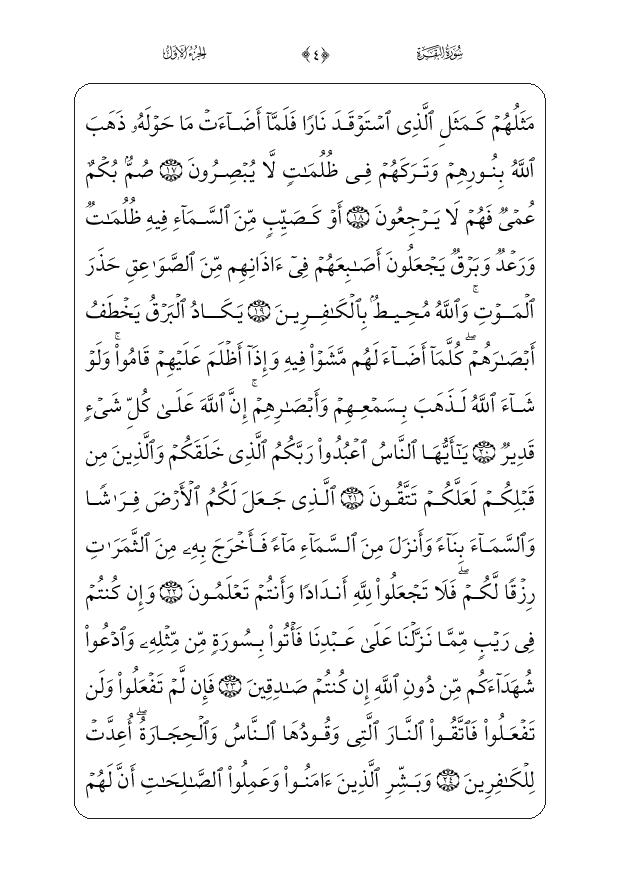 سُورَةُ البَقَرَةِ ﴿٤﴾ الجُزْءُ الأَوَّلُ
مَثَلُهُمۡ كَمَثَلِ ٱلَّذِي ٱسۡتَوۡقَدَ نَارٗا فَلَمَّآ أَضَآءَتۡ مَا حَوۡلَهُۥ ذَهَبَ
ٱللَّهُ بِنُورِهِمۡ وَتَرَكَهُمۡ فِي ظُلُمَٰتٖ لَّا يُبۡصِرُونَ ١٧ صُمُّۢ بُكۡمٌ
عُمۡيٞ فَهُمۡ لَا يَرۡجِعُونَ ١٨ أَوۡ كَصَيِّبٖ مِّنَ ٱلسَّمَآءِ فِيهِ ظُلُمَٰتٞ
وَرَعۡدٞ وَبَرۡقٞ يَجۡعَلُونَ أَصَٰبِعَهُمۡ فِيٓ ءَاذَانِهِم مِّنَ ٱلصَّوَٰعِقِ حَذَرَ
ٱلۡمَوۡتِۚ وَٱللَّهُ مُحِيطُۢ بِٱلۡكَٰفِرِينَ ١٩ يَكَادُ ٱلۡبَرۡقُ يَخۡطَفُ
أَبۡصَٰرَهُمۡۖ كُلَّمَآ أَضَآءَ لَهُم مَّشَوۡاْ فِيهِ وَإِذَآ أَظۡلَمَ عَلَيۡهِمۡ قَامُواْۚ وَلَوۡ
شَآءَ ٱللَّهُ لَذَهَبَ بِسَمۡعِهِمۡ وَأَبۡصَٰرِهِمۡۚ إِنَّ ٱللَّهَ عَلَىٰ كُلِّ شَيۡءٖ
قَدِيرٞ ٢٠ يَٰٓأَيُّهَا ٱلنَّاسُ ٱعۡبُدُواْ رَبَّكُمُ ٱلَّذِي خَلَقَكُمۡ وَٱلَّذِينَ مِن
قَبۡلِكُمۡ لَعَلَّكُمۡ تَتَّقُونَ ٢١ ٱلَّذِي جَعَلَ لَكُمُ ٱلۡأَرۡضَ فِرَٰشٗا
وَٱلسَّمَآءَ بِنَآءٗ وَأَنزَلَ مِنَ ٱلسَّمَآءِ مَآءٗ فَأَخۡرَجَ بِهِۦ مِنَ ٱلثَّمَرَٰتِ
رِزۡقٗا لَّكُمۡۖ فَلَا تَجۡعَلُواْ لِلَّهِ أَندَادٗا وَأَنتُمۡ تَعۡلَمُونَ ٢٢ وَإِن كُنتُمۡ
فِي رَيۡبٖ مِّمَّا نَزَّلۡنَا عَلَىٰ عَبۡدِنَا فَأۡتُواْ بِسُورَةٖ مِّن مِّثۡلِهِۦ وَٱدۡعُواْ
شُهَدَآءَكُم مِّن دُونِ ٱللَّهِ إِن كُنتُمۡ صَٰدِقِينَ ٢٣ فَإِن لَّمۡ تَفۡعَلُواْ وَلَن
تَفۡعَلُواْ فَٱتَّقُواْ ٱلنَّارَ ٱلَّتِي وَقُودُهَا ٱلنَّاسُ وَٱلۡحِجَارَةُۖ أُعِدَّتۡ
لِلۡكَٰفِرِينَ ٢٤ وَبَشِّرِ ٱلَّذِينَ ءَامَنُواْ وَعَمِلُواْ ٱلصَّٰلِحَٰتِ أَنَّ لَهُمۡ